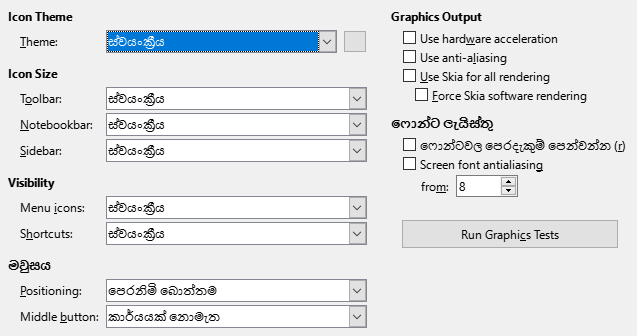 Icon Theme
Theme: ස්වයංක්‍රීය
Icon Size
Toolbar: ස්වයංක්‍රීය
Notebookbar: ස්වයංක්‍රීය
Sidebar: ස්වයංක්‍රීය
Visibility
Menu icons: ස්වයංක්‍රීය
Shortcuts: ස්වයංක්‍රීය
මවුසය
Positioning: පෙරනිමි බොත්තම
Middle button: කාර්යයක් නොමැත
Graphics Output
Use hardware acceleration
Use anti-aliasing
Use Skia for all rendering
Force Skia software rendering
ෆොන්ට ලැයිස්තු
ෆොන්ටවල පෙරදැකුම් පෙන්වන්න (r)
Screen font antialiasing
from: 8
Run Graphics Tests